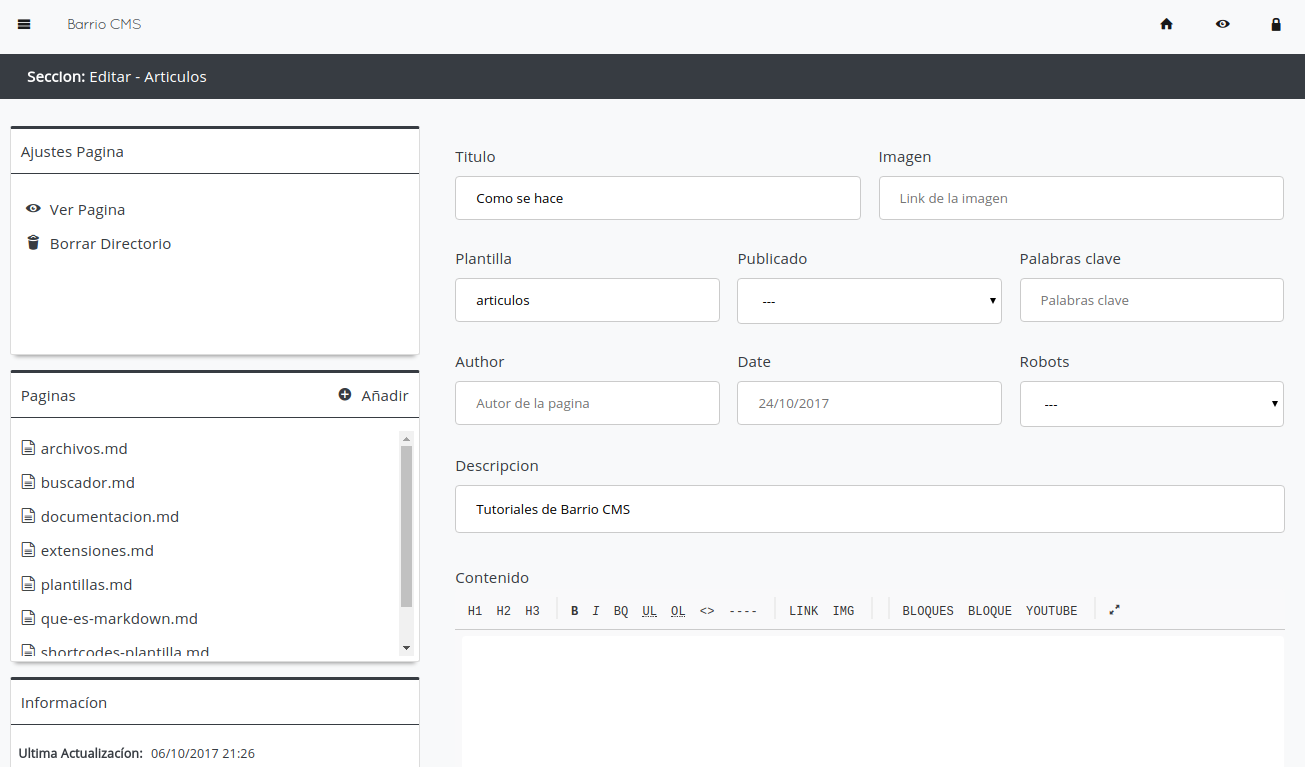 Barrio CMS
Seccion: Editar - Articulos
Ajustes Pagina
Ver Pagina
Borrar Directorio
Paginas Añadir
archivos.md
buscador.md
documentacion.md
extensiones.md
plantillas.md
que-es-markdown.md
shortcodes-plantilla.md
Informacíon
Ultima Actualizacíon: 06/10/2017 21:26
Titulo Imagen
Como se hace Link de la imagen
Plantilla Publicado Palabras clave
articulos --- Palabras clave
Author Date Robots
Autor de la pagina 24/10/2017 ---
Descripcion
Tutoriales de Barrio CMS
Contenido
H1 H2 H3 B I BQ UL OL <> ---- LINK IMG BLOQUES BLOQUE YOUTUBE